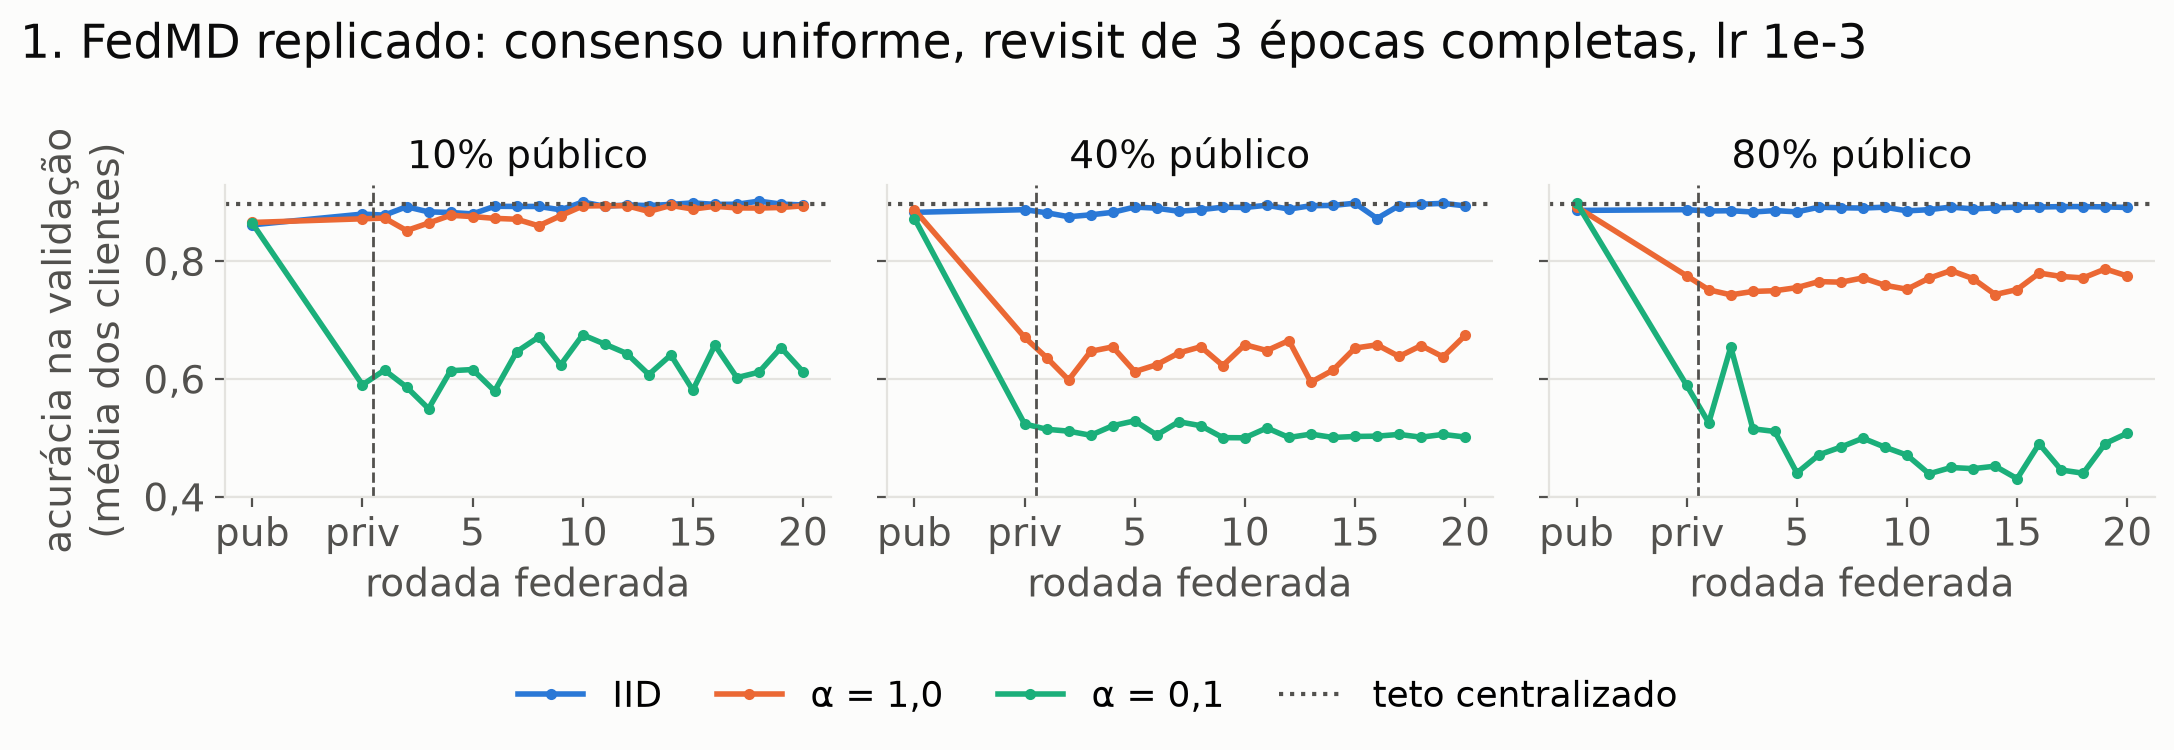 1. FedMD replicado: consenso uniforme, revisit de 3 épocas completas, lr 1e-3
acurácia na validação
(média dos clientes)
10% público
40% público
80% público
0,8
0,6
0,4
pub priv 5 10 15 20
pub priv 5 10 15 20
pub priv 5 10 15 20
rodada federada
rodada federada
rodada federada
IID α = 1,0 α = 0,1 teto centralizado